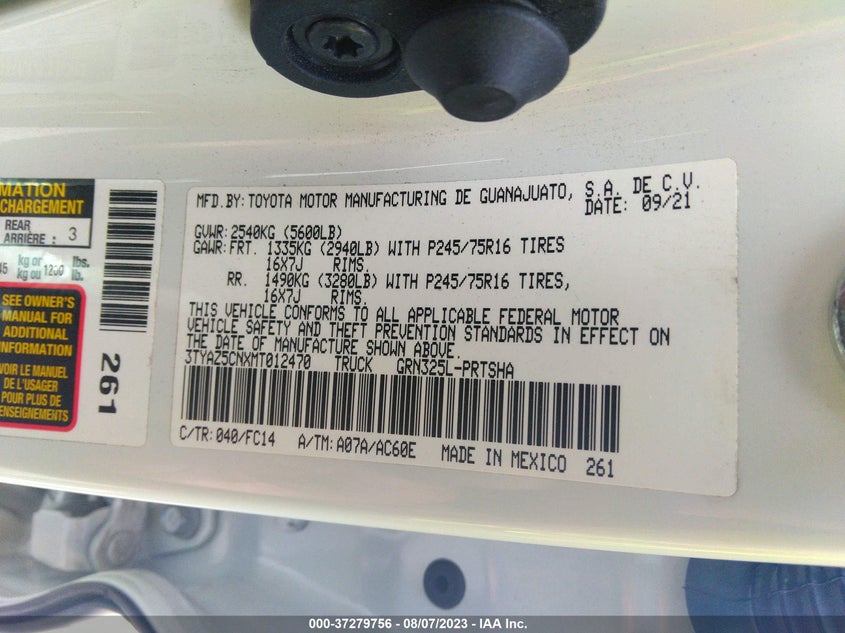 MFD.BY: TOYOTA MOTOR MANUFACTURING DE GUANAJUATO, S.A. DE C.V.
DATE: 09/21
GVWR: 2540KG (5600LB)
GAWR: FRT. 1335KG (2940LB) WITH P245/75R16 TIRES
16X7J RIMS.
RR. 1490KG (3280LB) WITH P245/75R16 TIRES,
16X7J RIMS.
THIS VEHICLE CONFORMS TO ALL APPLICABLE FEDERAL MOTOR
VEHICLE SAFETY AND THEFT PREVENTION STANDARDS IN EFFECT ON
THE DATE OF MANUFACTURE SHOWN ABOVE.
3TYAZ5CNXMT012470 TRUCK GRN325L-PRTSHA
C/TR: 040/FC14 A/TM: A07A/AC60E MADE IN MEXICO 261
CHARGEMENT
REAR
ARRIÈRE : 3
kg or lbs.
kg ou lb.
SEE OWNER'S
MANUAL FOR
ADDITIONAL
INFORMATION
VOIR LE MANUEL
DE L'USAGER
POUR PLUS DE
RENSEIGNEMENTS
261
000-37279756 - 08/07/2023 - IAA Inc.